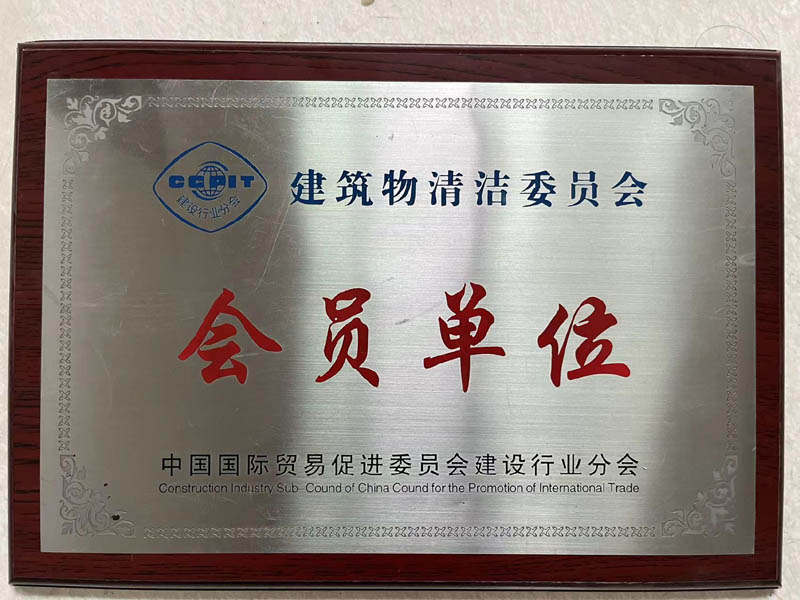 CCPIT
建设行业分会
建筑物清洁委员会
会员单位
中国国际贸易促进委员会建设行业分会
Construction Industry Sub-Cound of China Cound for the Promotion of International Trade